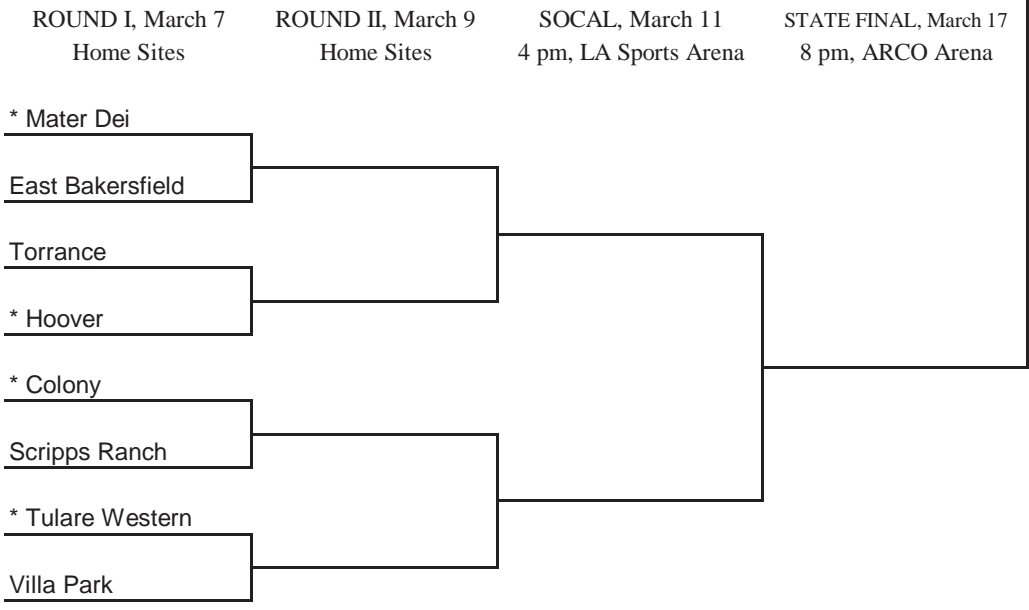 ROUND I, March 7
Home Sites
ROUND II, March 9
Home Sites
SOCAL, March 11
4 pm, LA Sports Arena
STATE FINAL, March 17
8 pm, ARCO Arena
* Mater Dei
East Bakersfield
Torrance
* Hoover
* Colony
Scripps Ranch
* Tulare Western
Villa Park